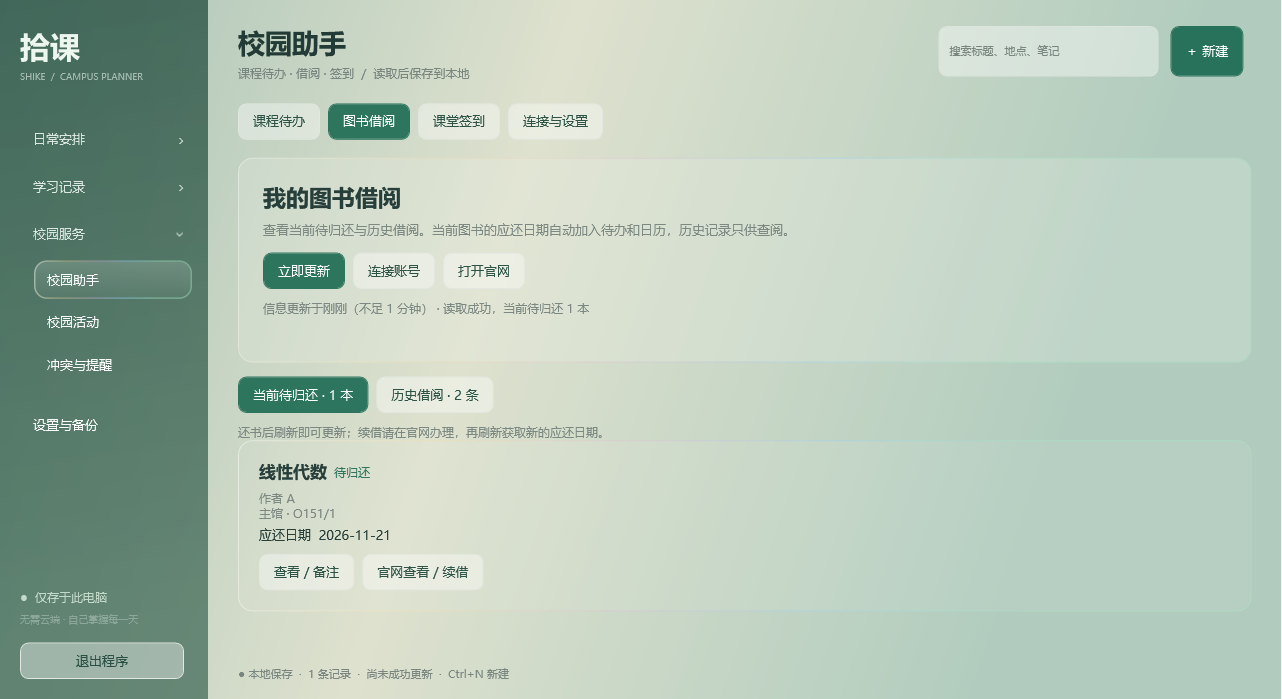 拾课
SHIKE / CAMPUS PLANNER
日常安排
学习记录
校园服务
校园助手
校园活动
冲突与提醒
设置与备份
● 仅存于此电脑
无需云端 · 自己掌握每一天
退出程序
校园助手
课程待办 · 借阅 · 签到 / 读取后保存到本地
搜索标题、地点、笔记
+ 新建
课程待办 图书借阅 课堂签到 连接与设置
我的图书借阅
查看当前待归还与历史借阅。当前图书的应还日期自动加入待办和日历，历史记录只供查阅。
立即更新 连接账号 打开官网
信息更新于刚刚（不足 1 分钟） · 读取成功，当前待归还 1 本
当前待归还 · 1 本 历史借阅 · 2 条
还书后刷新即可更新；续借请在官网办理，再刷新获取新的应还日期。
线性代数 待归还
作者 A
主馆 · O151/1
应还日期 2026-11-21
查看 / 备注 官网查看 / 续借
● 本地保存 · 1 条记录 · 尚未成功更新 · Ctrl+N 新建